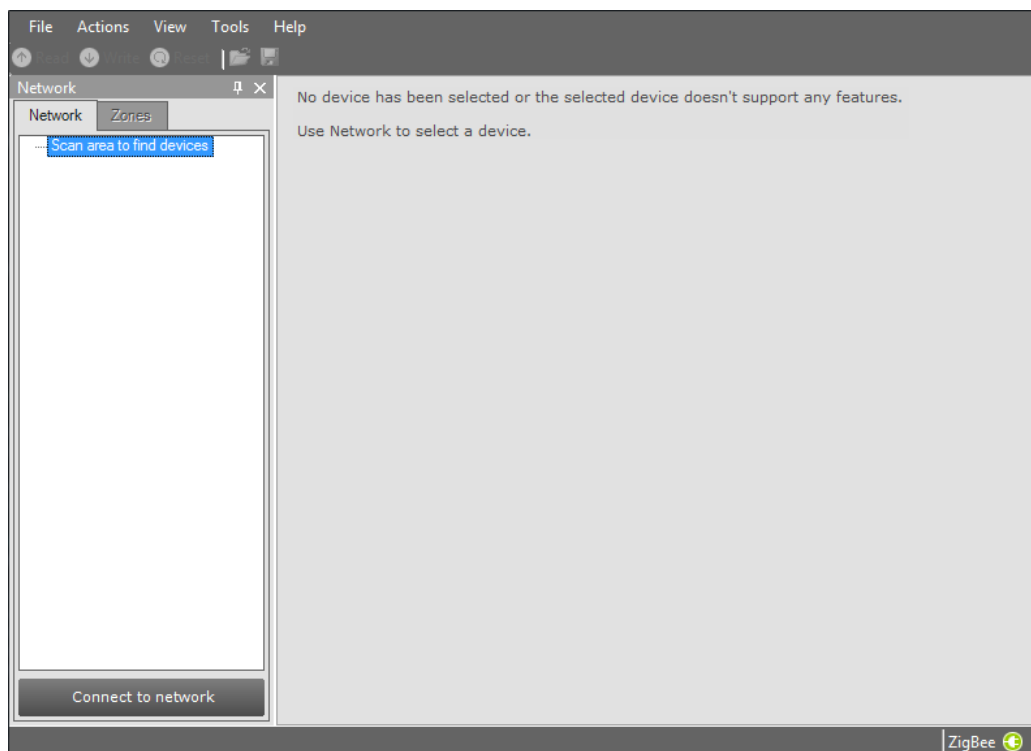 File Actions View Tools Help
Read Write Reset
Network
Network Zones
Scan area to find devices
Connect to network
No device has been selected or the selected device doesn't support any features.
Use Network to select a device.
ZigBee